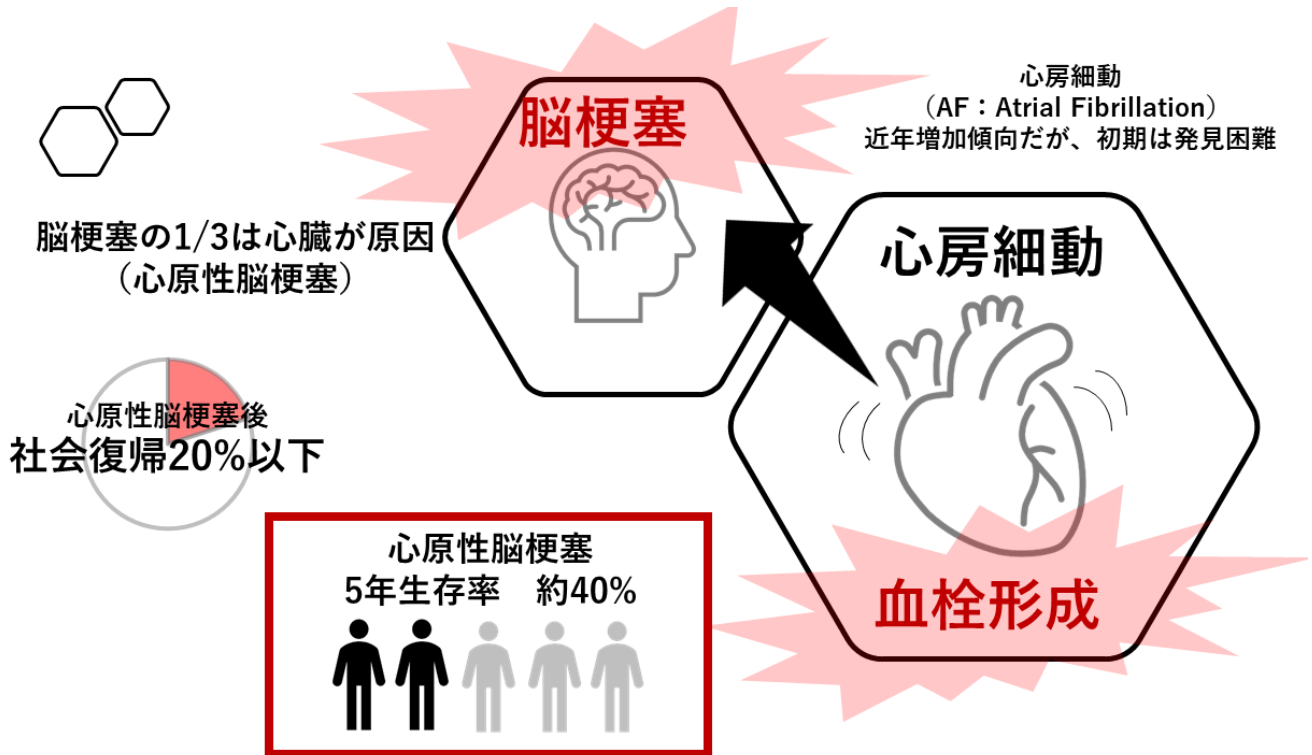 脳梗塞
心房細動
（AF：Atrial Fibrillation）
近年増加傾向だが、初期は発見困難
脳梗塞の1/3は心臓が原因
（心原性脳梗塞）
心房細動
心原性脳梗塞後
社会復帰20%以下
心原性脳梗塞
5年生存率　約40%
血栓形成